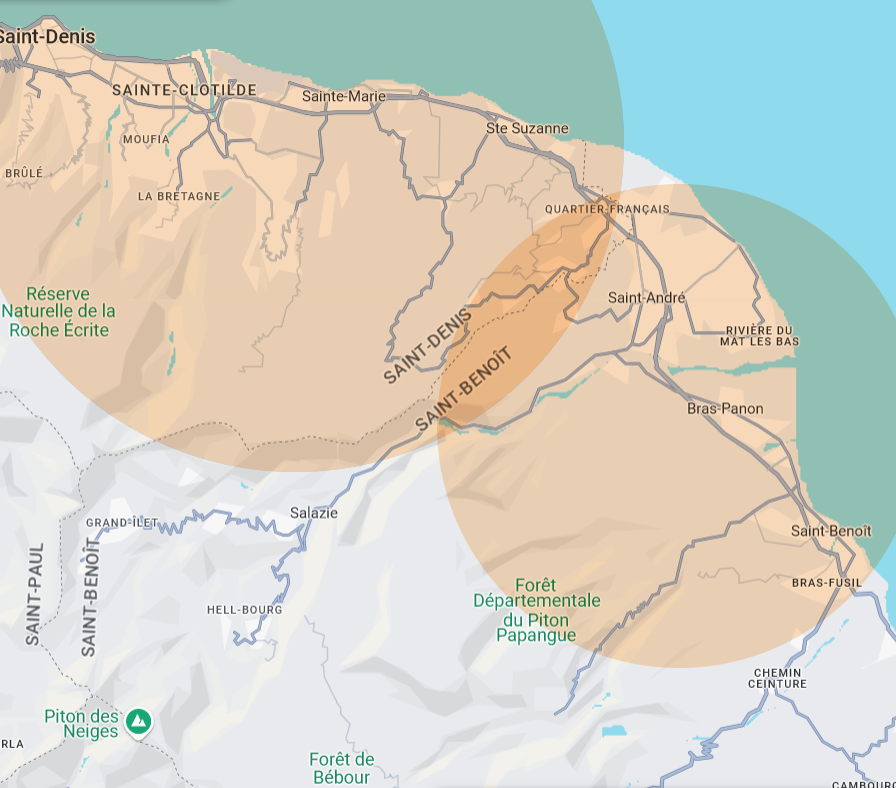 Saint-Denis
SAINTE-CLOTILDE
Sainte-Marie
Ste Suzanne
MOUFIA
BRÛLÉ
LA BRETAGNE
QUARTIER-FRANÇAIS
Réserve
Naturelle de la
Roche Écrite
Saint-André
RIVIÈRE DU
MÂT LES BAS
SAINT-DENIS
SAINT-BENOÎT
Bras-Panon
Salazie
GRAND-ÎLET
Saint-Benoît
SAINT-PAUL
SAINT-BENOÎT
BRAS-FUSIL
Forêt
Départementale
du Piton
Papangue
HELL-BOURG
CHEMIN
CEINTURE
Piton des
Neiges
RLA
Forêt de
Bébour
CAMBOURG